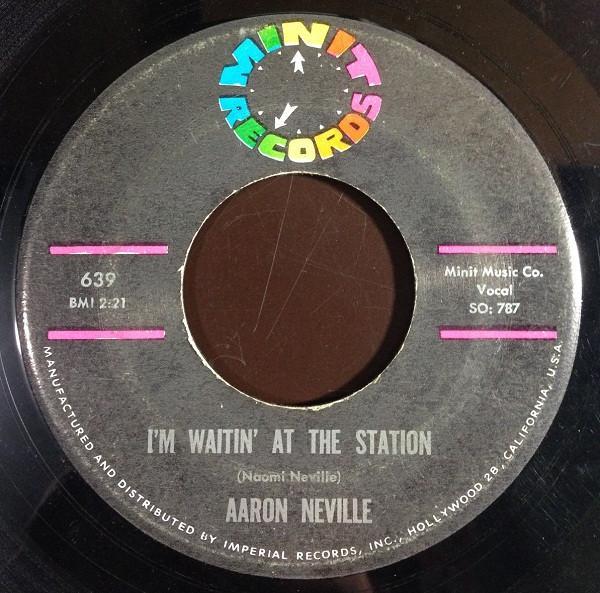 MINIT
RECORDS
639
BMI 2:21
Minit Music Co.
Vocal
SO: 787
I'M WAITIN' AT THE STATION
(Naomi Neville)
AARON NEVILLE
MANUFACTURED AND DISTRIBUTED BY IMPERIAL RECORDS, INC., HOLLYWOOD 28, CALIFORNIA, U.S.A.